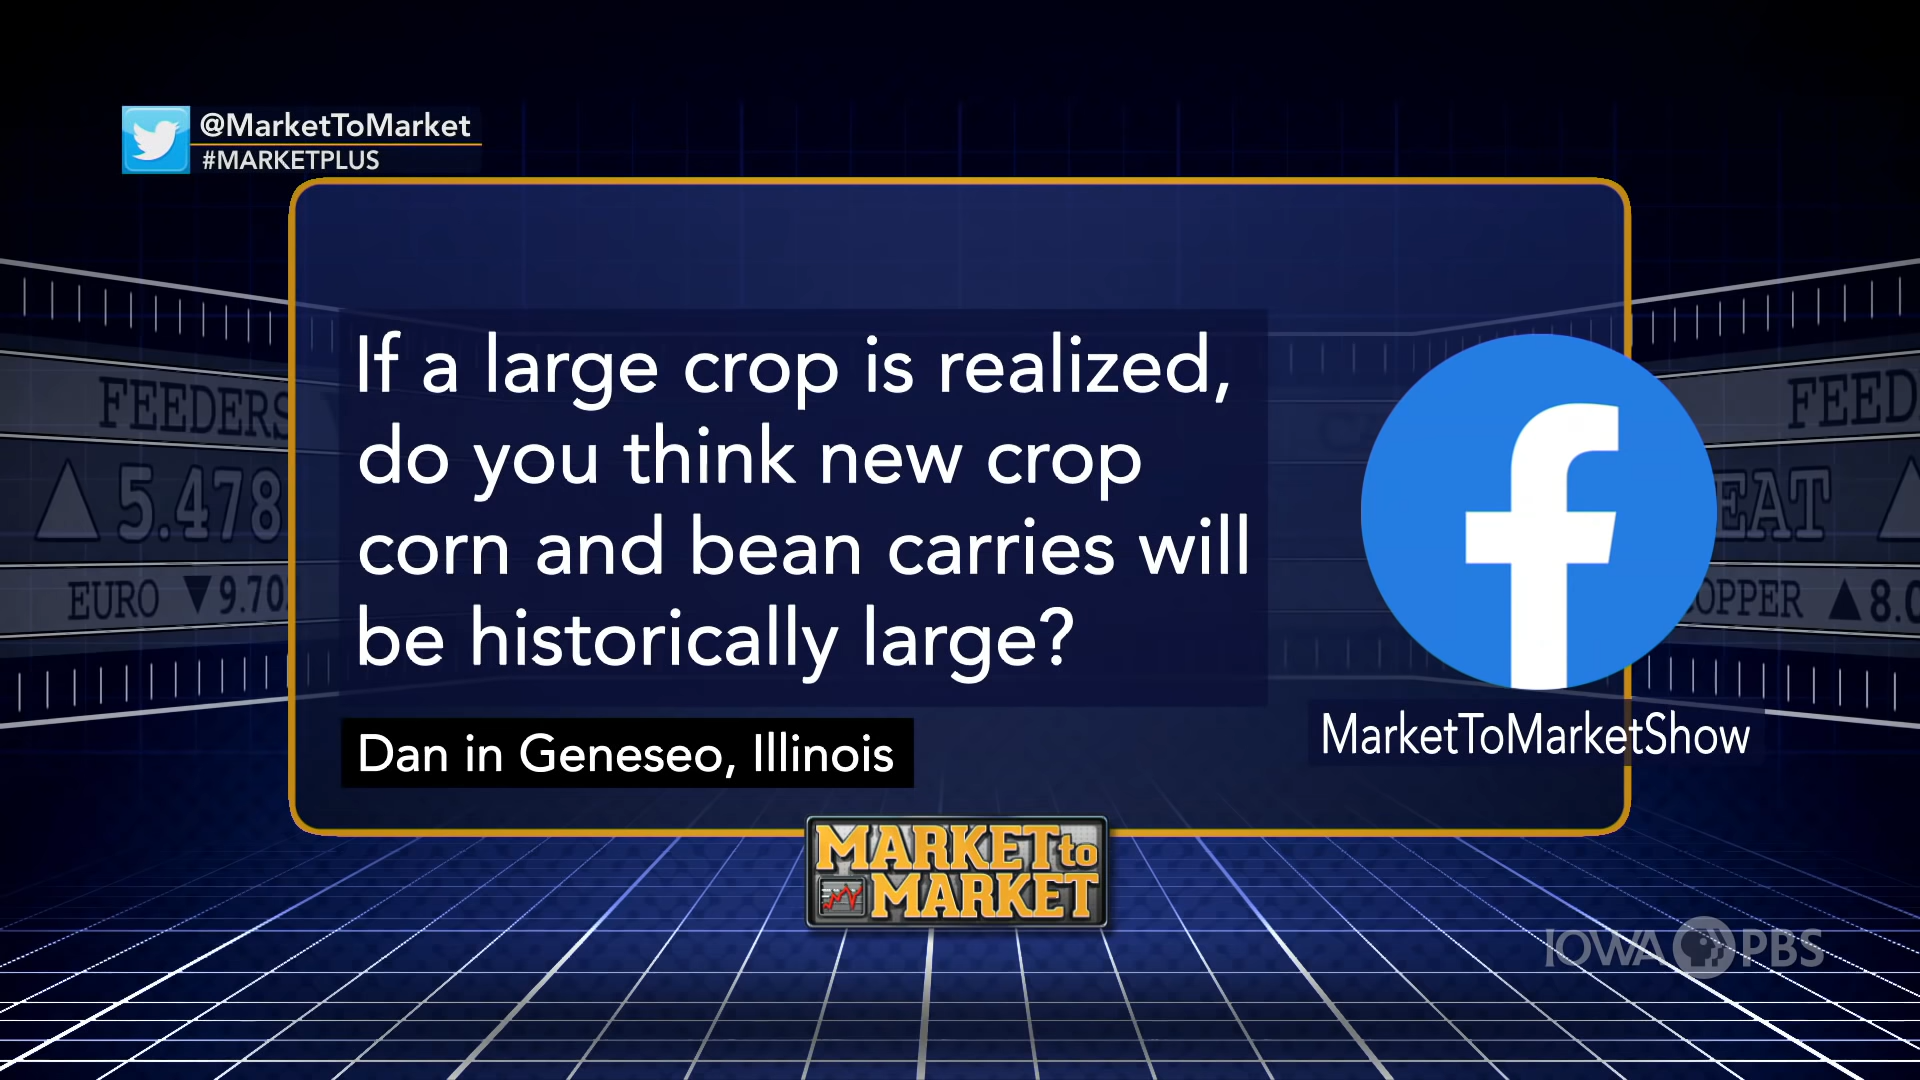 @MarketToMarket
#MARKETPLUS
If a large crop is realized,
do you think new crop
corn and bean carries will
be historically large?
Dan in Geneseo, Illinois
MarketToMarketShow
MARKET to
MARKET
IOWA PBS
FEEDERS
▲ 5.478
EURO ▼ 9.70
FEED
EAT ▲
OPPER ▲ 8.0